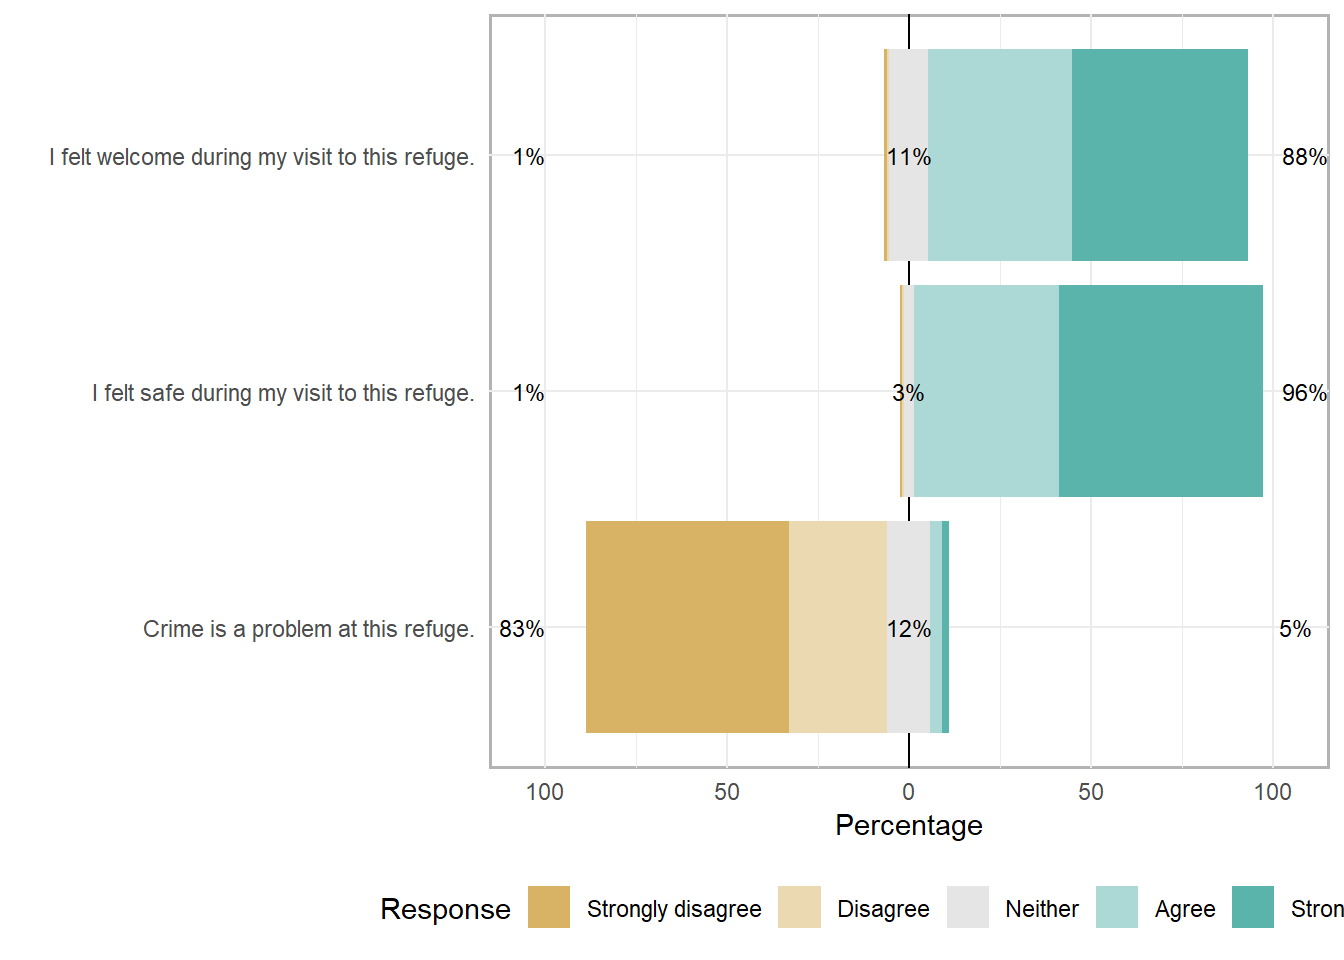 I felt welcome during my visit to this refuge. 1% 11% 88%
I felt safe during my visit to this refuge. 1% 3% 96%
Crime is a problem at this refuge. 83% 12% 5%
100 50 0 50 100
Percentage
Response Strongly disagree Disagree Neither Agree Stron